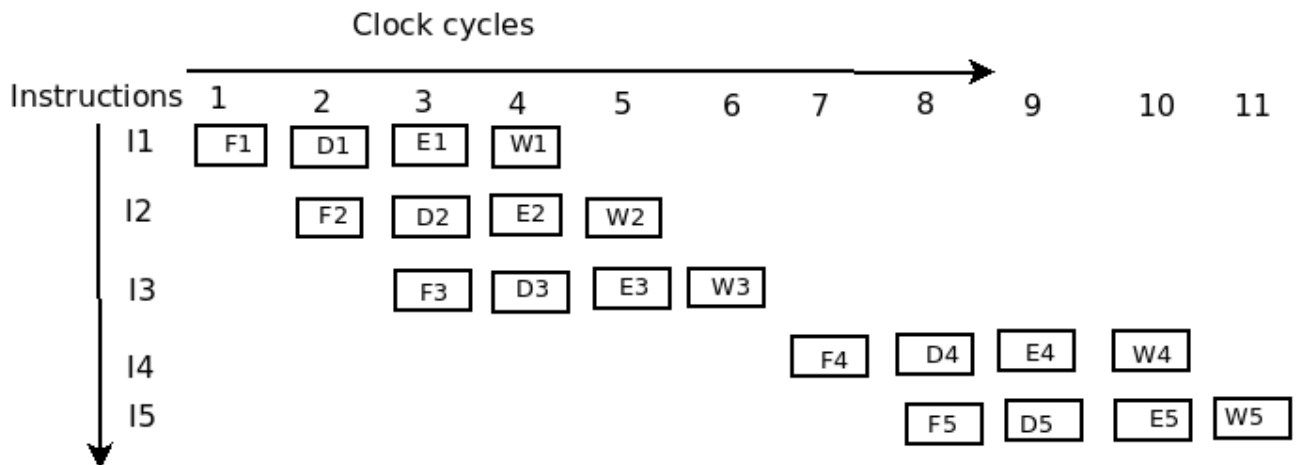 Clock cycles
Instructions 1 2 3 4 5 6 7 8 9 10 11
I1 F1 D1 E1 W1
I2 F2 D2 E2 W2
I3 F3 D3 E3 W3
I4 F4 D4 E4 W4
I5 F5 D5 E5 W5